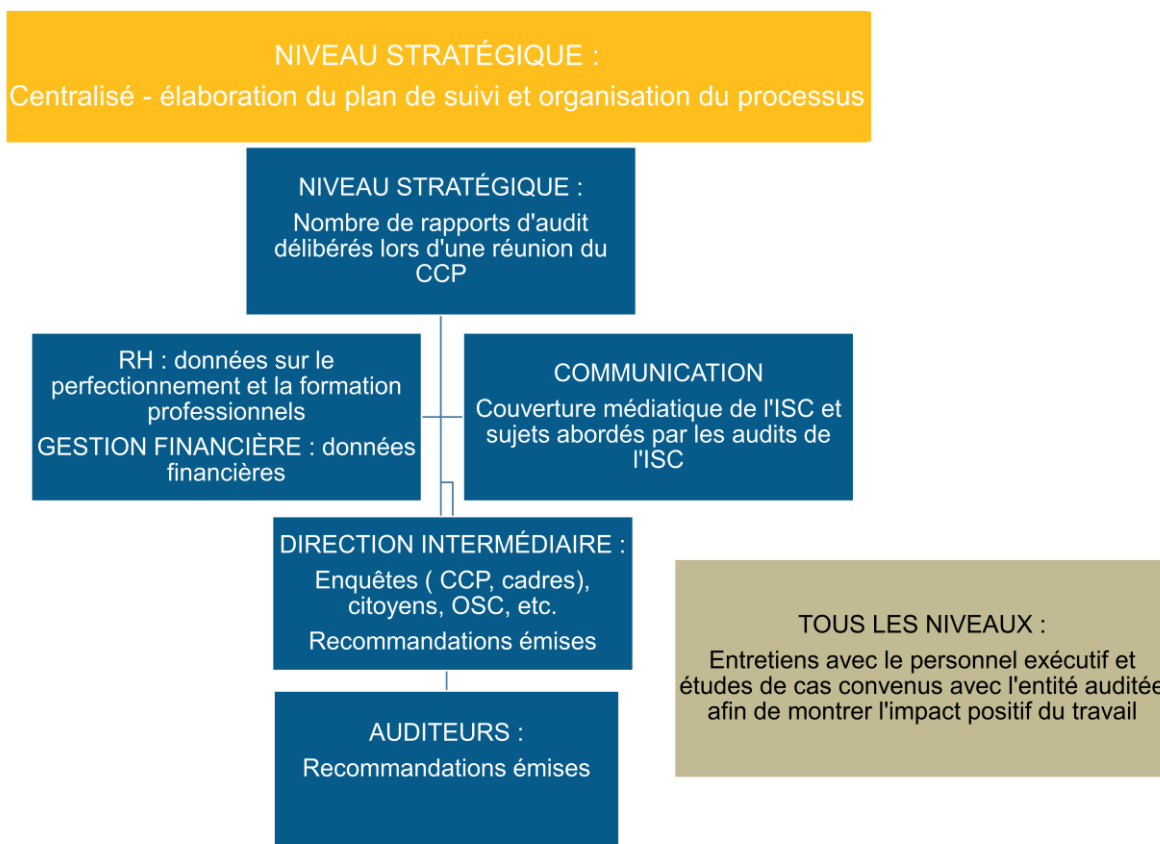 NIVEAU STRATÉGIQUE :
Centralisé - élaboration du plan de suivi et organisation du processus
NIVEAU STRATÉGIQUE :
Nombre de rapports d'audit
délibérés lors d'une réunion du
CCP
RH : données sur le
perfectionnement et la formation
professionnels
GESTION FINANCIÈRE : données
financières
COMMUNICATION
Couverture médiatique de l'ISC et
sujets abordés par les audits de
l'ISC
DIRECTION INTERMÉDIAIRE :
Enquêtes ( CCP, cadres),
citoyens, OSC, etc.
Recommandations émises
TOUS LES NIVEAUX :
Entretiens avec le personnel exécutif et
études de cas convenus avec l'entité auditée
afin de montrer l'impact positif du travail
AUDITEURS :
Recommandations émises